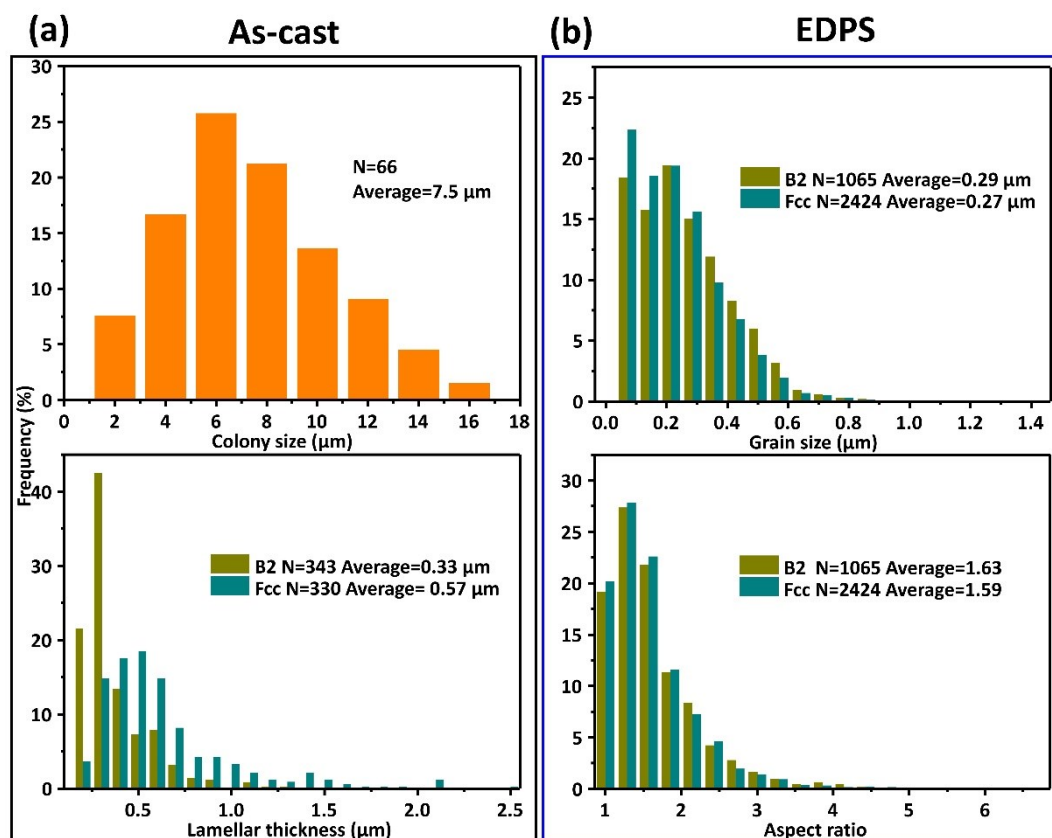 (a) As-cast
(b) EDPS
30
25
20
15
10
5
0
N=66
Average=7.5 µm
0 2 4 6 8 10 12 14 16 18
Colony size (µm)
Frequency (%)
25
20
15
10
5
0
B2 N=1065 Average=0.29 µm
Fcc N=2424 Average=0.27 µm
0.0 0.2 0.4 0.6 0.8 1.0 1.2 1.4
Grain size (µm)
40
30
20
10
0
B2 N=343 Average=0.33 µm
Fcc N=330 Average= 0.57 µm
0.5 1.0 1.5 2.0 2.5
Lamellar thickness (µm)
30
25
20
15
10
5
0
B2 N=1065 Average=1.63
Fcc N=2424 Average=1.59
1 2 3 4 5 6
Aspect ratio